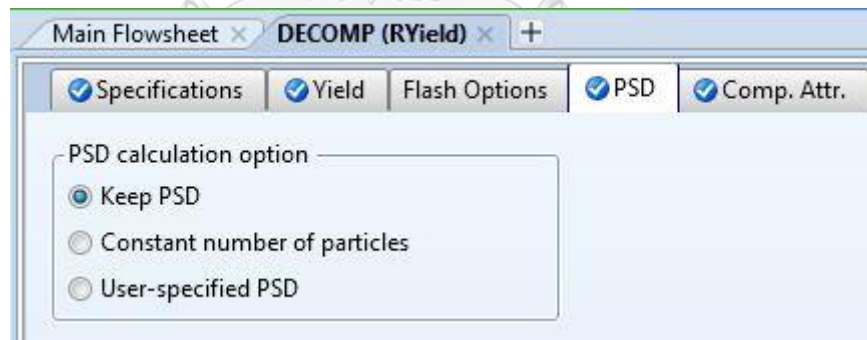 Main Flowsheet × DECOMP (RYield) × +
Specifications Yield Flash Options PSD Comp. Attr.
PSD calculation option
Keep PSD
Constant number of particles
User-specified PSD